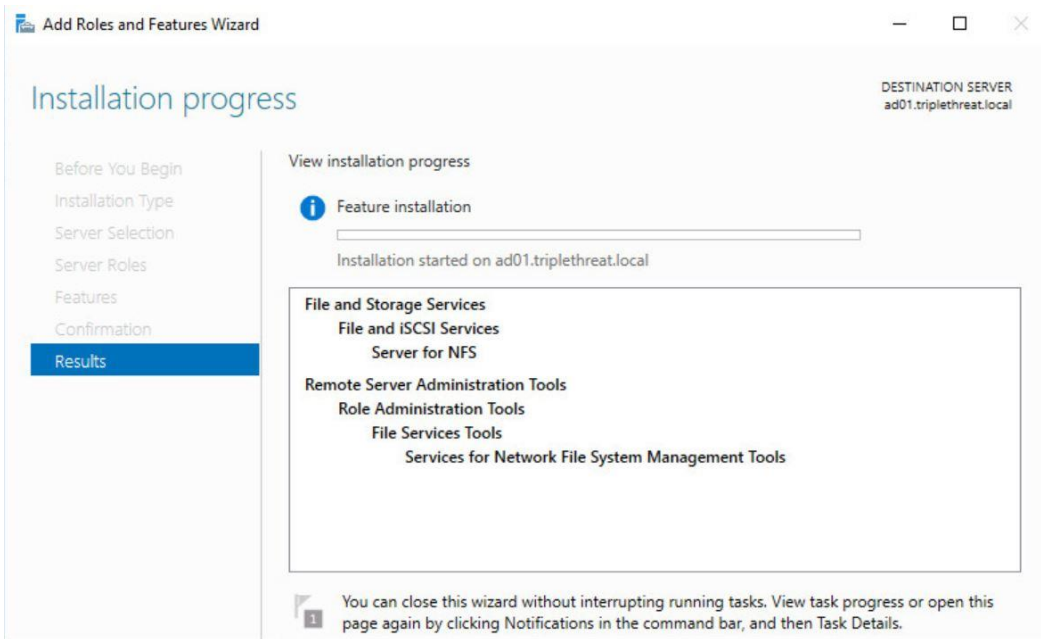 Add Roles and Features Wizard
Installation progress
DESTINATION SERVER
ad01.triplethreat.local
Before You Begin
Installation Type
Server Selection
Server Roles
Features
Confirmation
Results
View installation progress
Feature installation
Installation started on ad01.triplethreat.local
File and Storage Services
File and iSCSI Services
Server for NFS
Remote Server Administration Tools
Role Administration Tools
File Services Tools
Services for Network File System Management Tools
1
You can close this wizard without interrupting running tasks. View task progress or open this
page again by clicking Notifications in the command bar, and then Task Details.